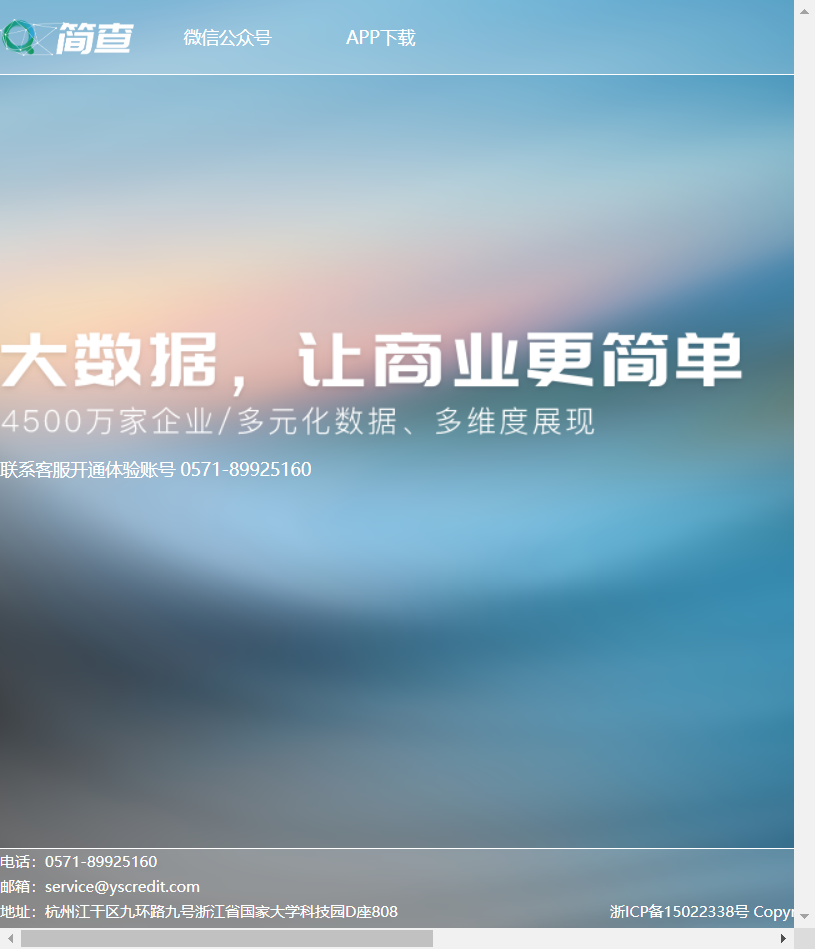 简查 微信公众号 APP下载
大数据，让商业更简单
4500万家企业/多元化数据、多维度展现
联系客服开通体验账号 0571-89925160
电话：0571-89925160
邮箱：service@yscredit.com
地址：杭州江干区九环路九号浙江省国家大学科技园D座808 浙ICP备15022338号 Copyr